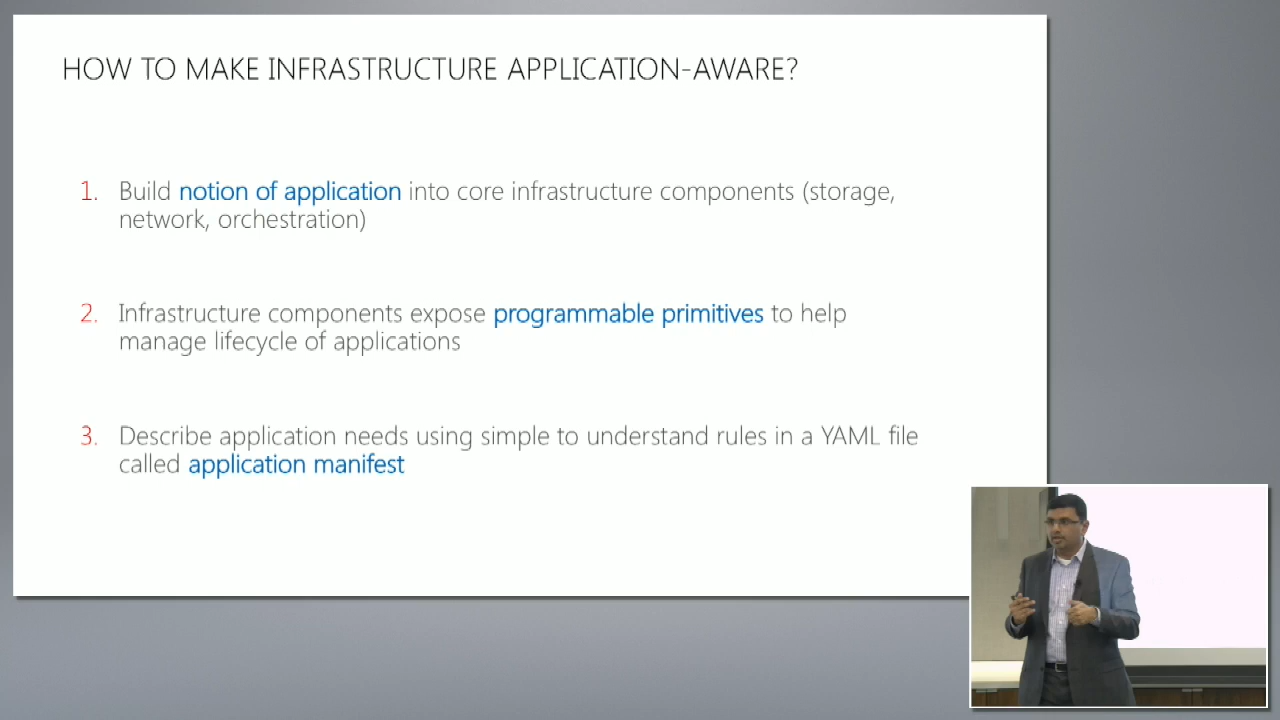 HOW TO MAKE INFRASTRUCTURE APPLICATION-AWARE?
1. Build notion of application into core infrastructure components (storage,
network, orchestration)
2. Infrastructure components expose programmable primitives to help
manage lifecycle of applications
3. Describe application needs using simple to understand rules in a YAML file
called application manifest